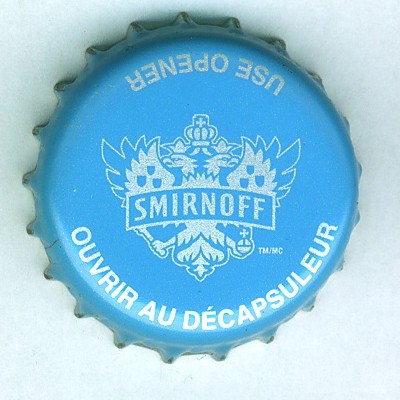 USE OPENER
SMIRNOFF
TM/MC
OUVRIR AU DÉCAPSULEUR